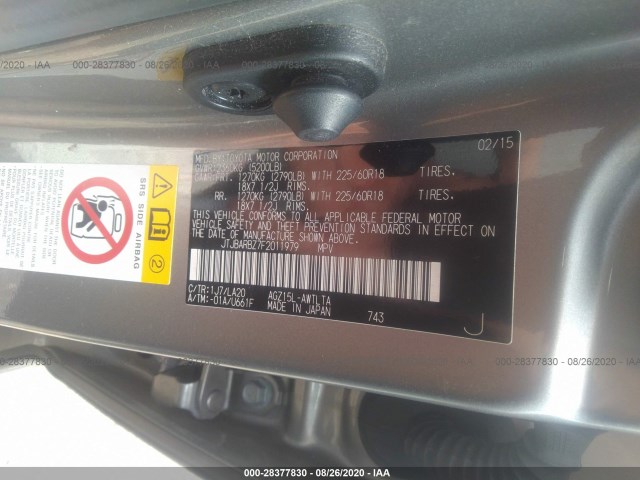 000-28377830 - 08/26/2020 - IAA
02/15
TOYOTA MOTOR CORPORATION
(5200LB)
1270KG (2790LB) WITH 225/60R18 TIRES.
18X7 1/2J RIMS.
RR. 1270KG (2790LB) WITH 225/60R18 TIRES.
18X7 1/2J RIMS.
THIS VEHICLE CONFORMS TO ALL APPLICABLE FEDERAL MOTOR
VEHICLE SAFETY AND THEFT PREVENTION STANDARDS IN EFFECT ON
THE DATE OF MANUFACTURE SHOWN ABOVE.
JTJBARBZ7F2011979 MPV
C/TR:1J7/LA20 AGZ15L-AWTLTA
A/TM:-01A/U661F MADE IN JAPAN 743
J
SRS SIDE AIRBAG
2
000-28377830 - 08/26/2020 - IAA